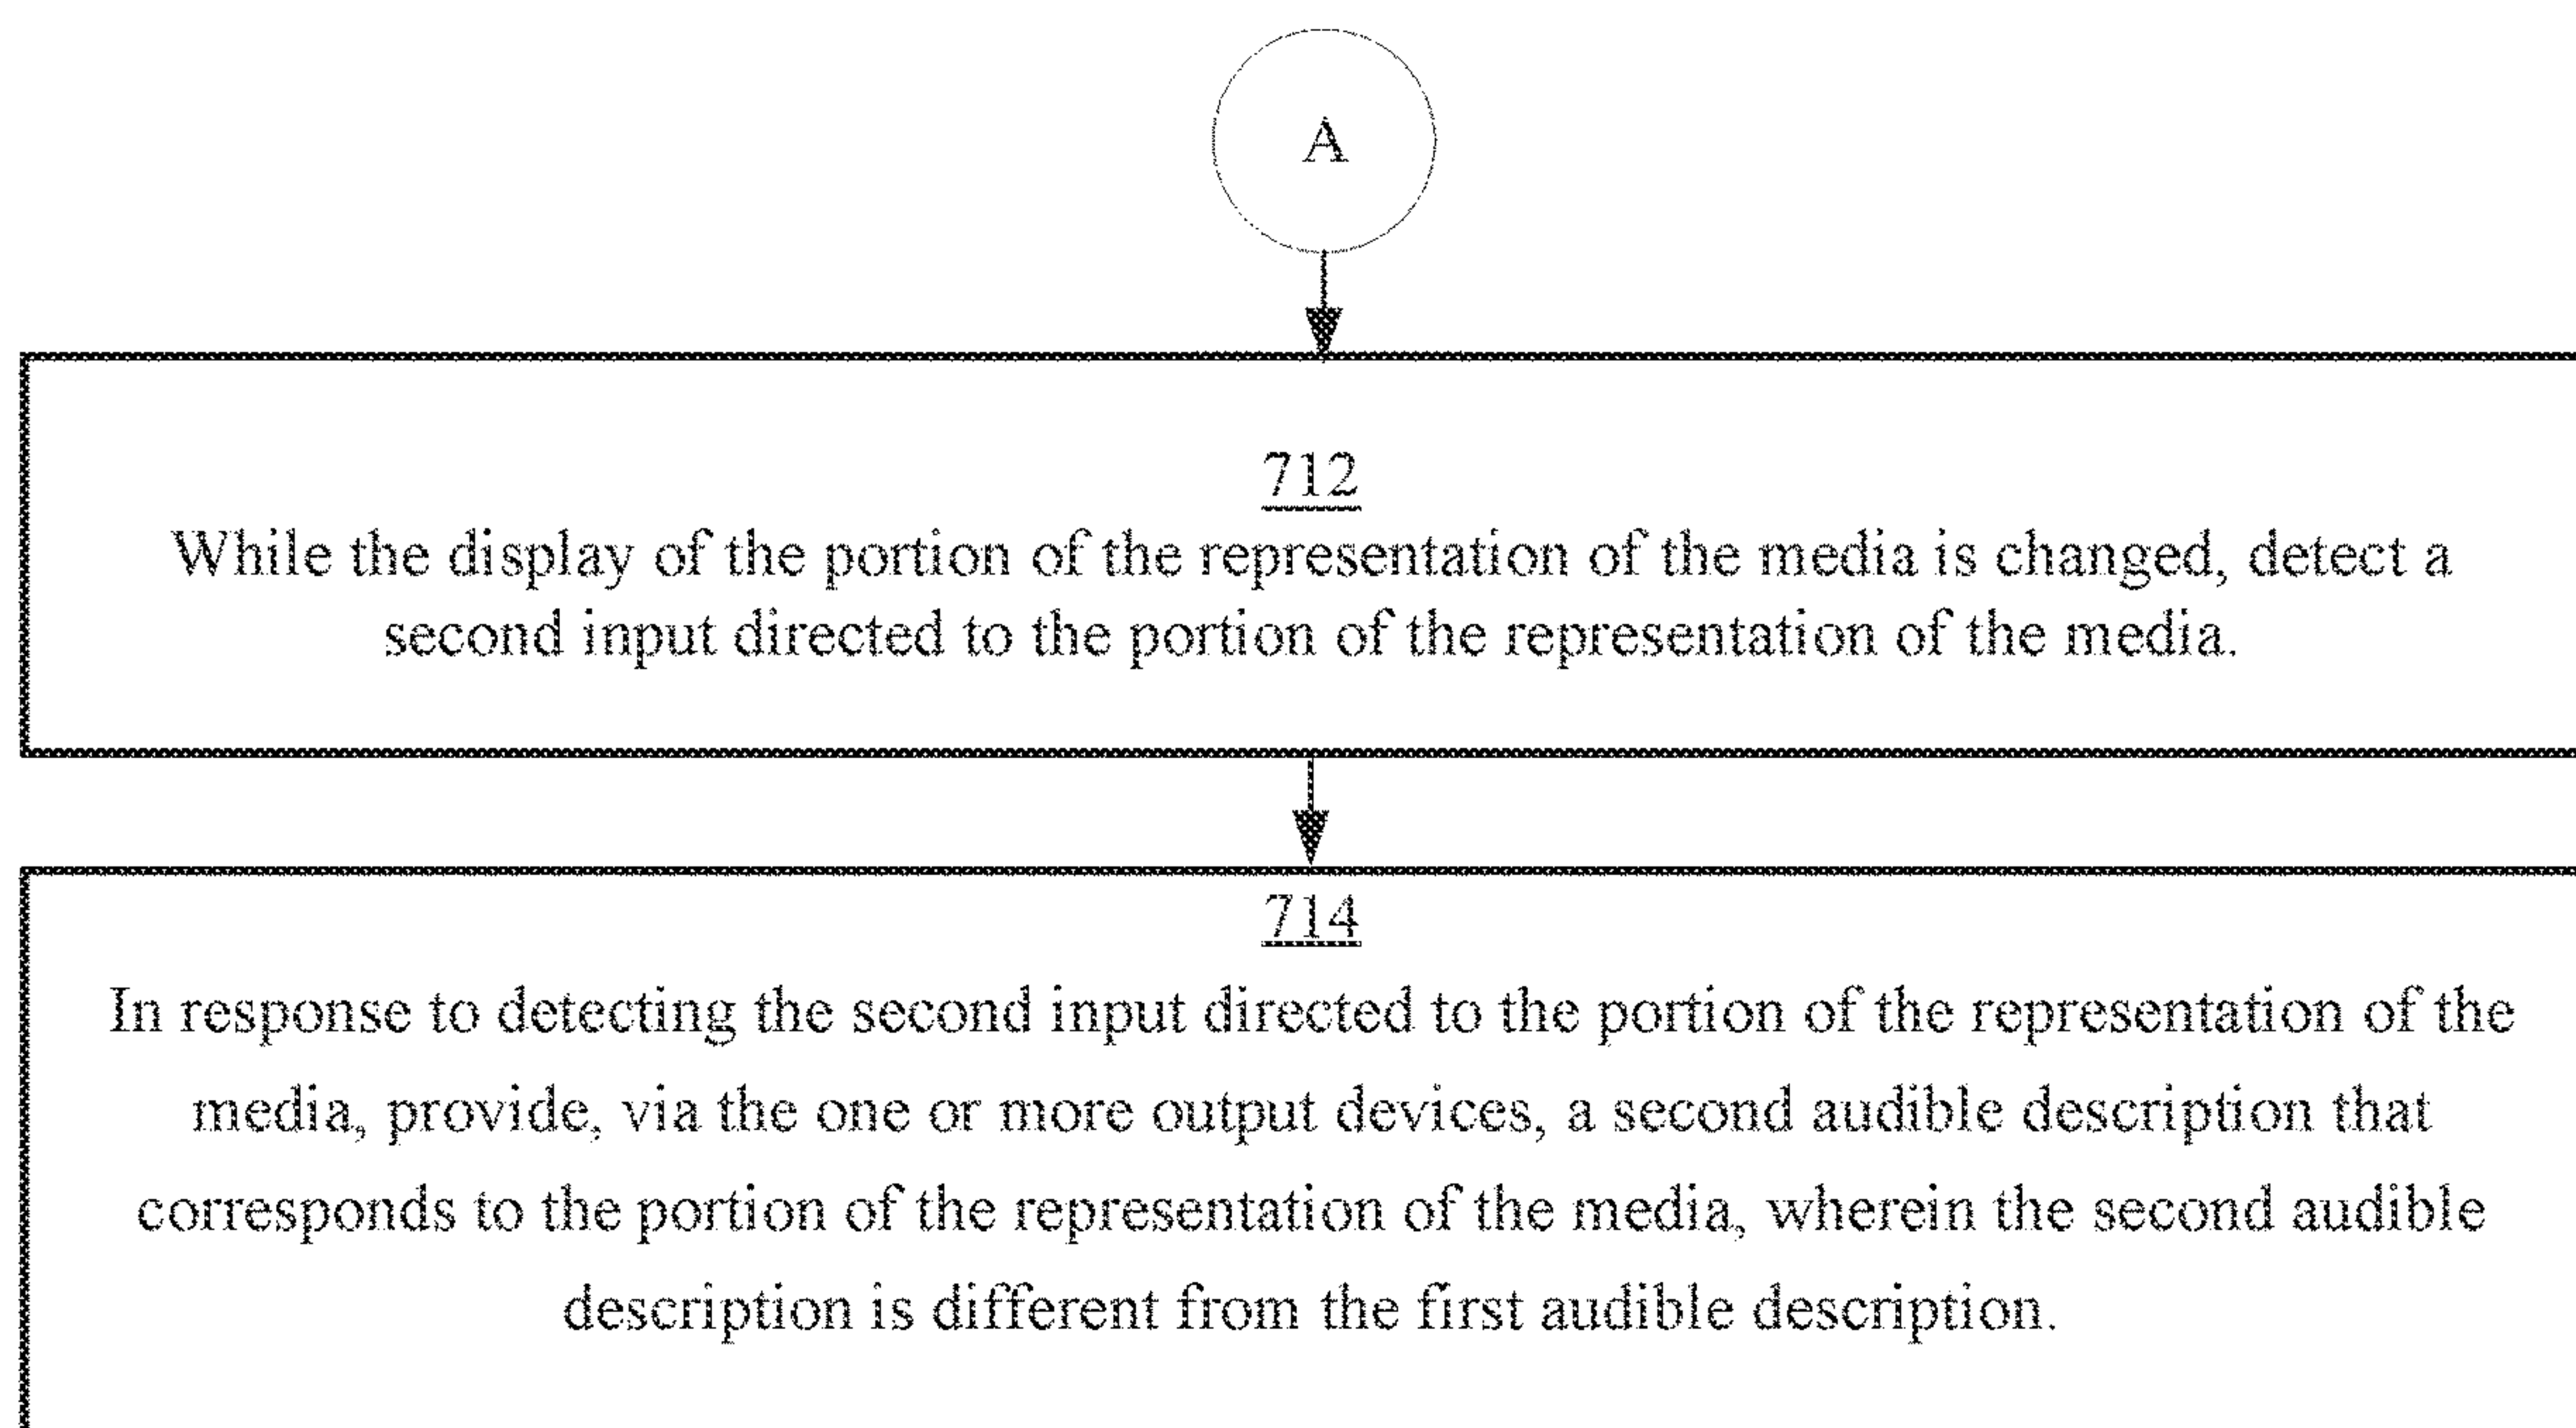 A
712
While the display of the portion of the representation of the media is changed, detect a
second input directed to the portion of the representation of the media.
714
In response to detecting the second input directed to the portion of the representation of the
media, provide, via the one or more output devices, a second audible description that
corresponds to the portion of the representation of the media, wherein the second audible
description is different from the first audible description.